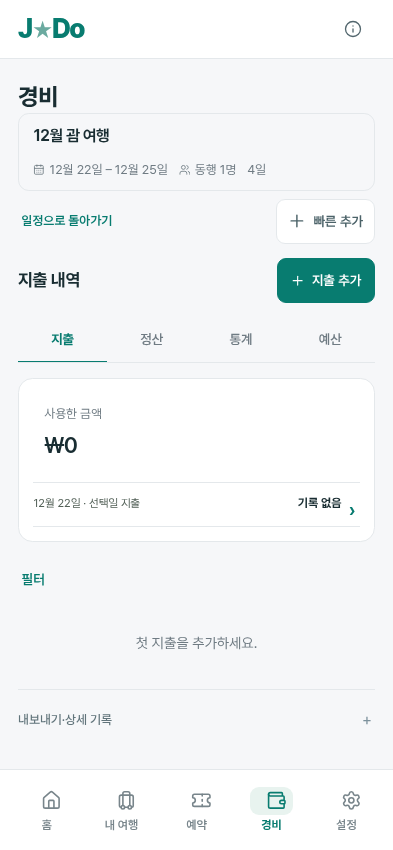 J★Do
경비
12월 괌 여행
12월 22일 – 12월 25일 동행 1명 4일
일정으로 돌아가기
+ 빠른 추가
지출 내역
+ 지출 추가
지출 정산 통계 예산
사용한 금액
₩0
12월 22일 · 선택일 지출 기록 없음 ›
필터
첫 지출을 추가하세요.
내보내기·상세 기록 +
홈 내 여행 예약 경비 설정